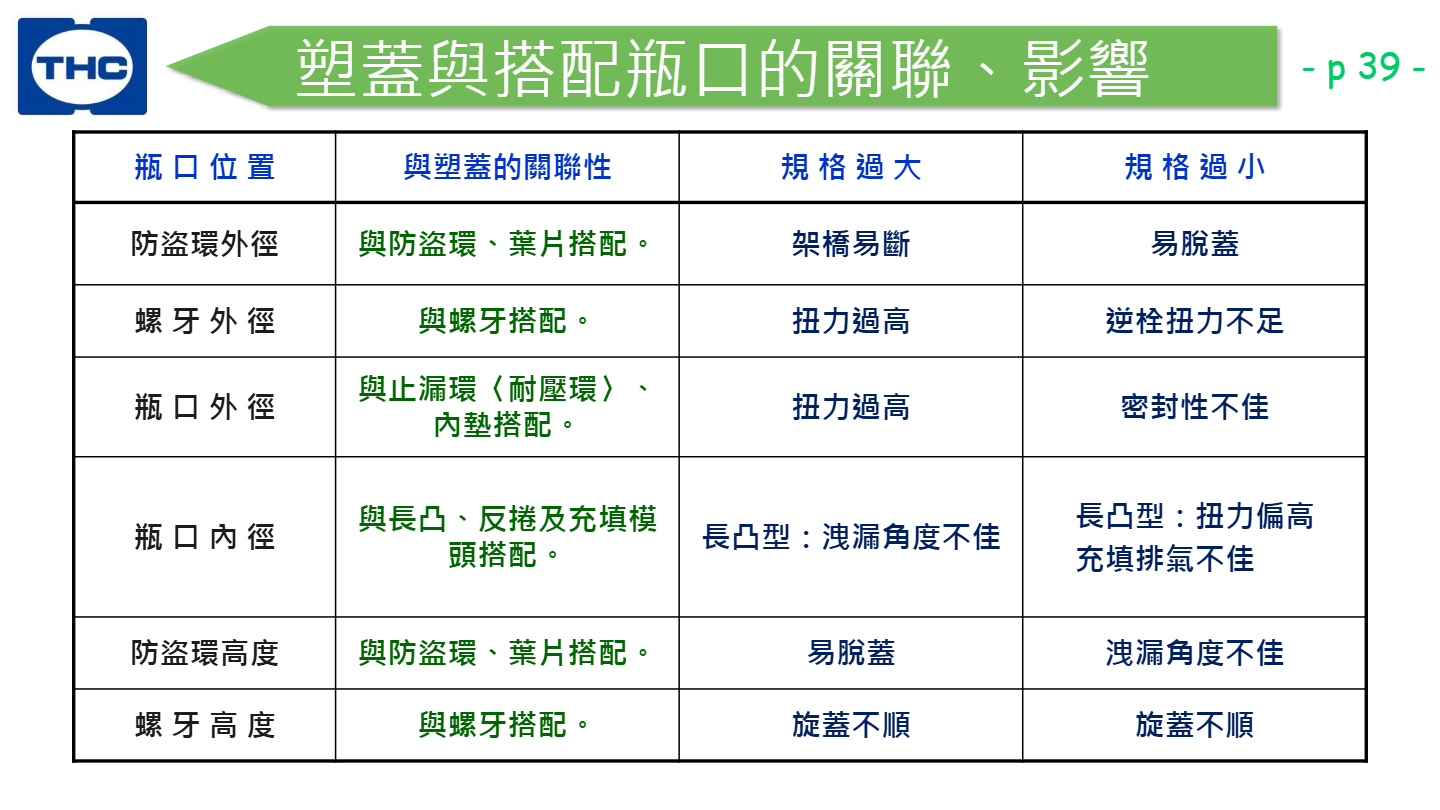 THC
塑蓋與搭配瓶口的關聯、影響
- p 39 -
瓶口位置 與塑蓋的關聯性 規格過大 規格過小
防盜環外徑 與防盜環、葉片搭配。 架橋易斷 易脫蓋
螺牙外徑 與螺牙搭配。 扭力過高 逆栓扭力不足
瓶口外徑 與止漏環〈耐壓環〉、 扭力過高 密封性不佳
內墊搭配。
瓶口內徑 與長凸、反捲及充填模 長凸型：洩漏角度不佳 長凸型：扭力偏高
頭搭配。 充填排氣不佳
防盜環高度 與防盜環、葉片搭配。 易脫蓋 洩漏角度不佳
螺牙高度 與螺牙搭配。 旋蓋不順 旋蓋不順